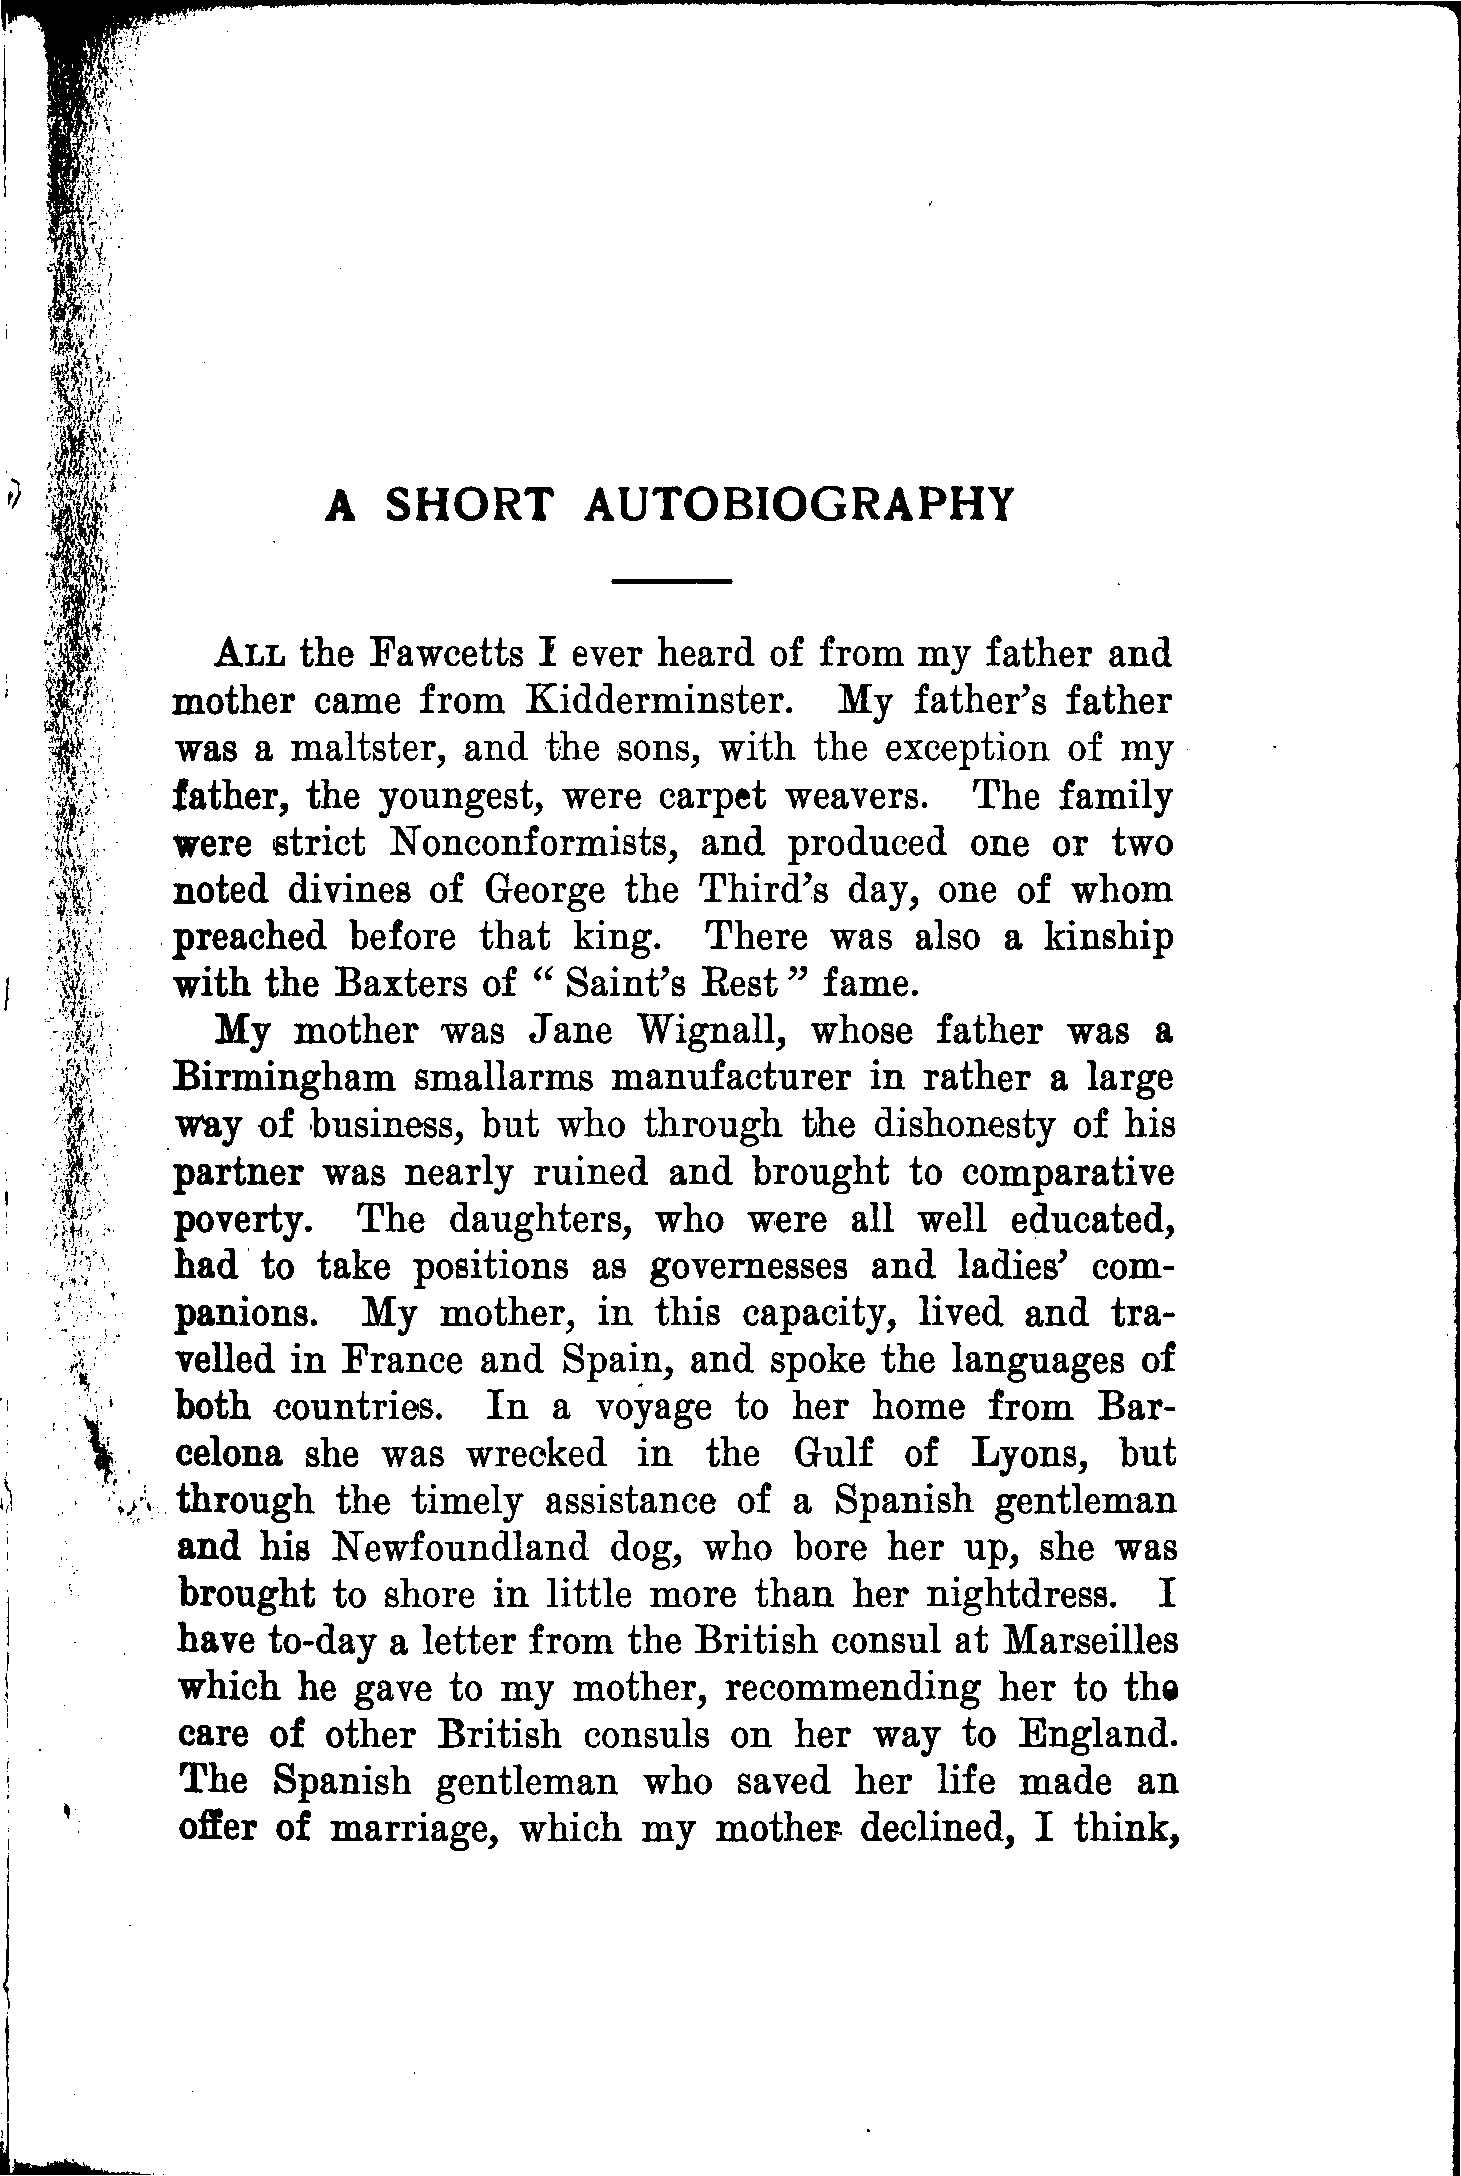 A SHORT AUTOBIOGRAPHY
ALL the Fawcetts I ever heard of from my father and
mother came from Kidderminster. My father's father
was a maltster, and the sons, with the exception of my
father, the youngest, were carpet weavers. The family
were strict Nonconformists, and produced one or two
noted divines of George the Third's day, one of whom
preached before that king. There was also a kinship
with the Baxters of “ Saint's Rest ” fame.
My mother was Jane Wignall, whose father was a
Birmingham smallarms manufacturer in rather a large
way of business, but who through the dishonesty of his
partner was nearly ruined and brought to comparative
poverty. The daughters, who were all well educated,
had to take positions as governesses and ladies' com-
panions. My mother, in this capacity, lived and tra-
velled in France and Spain, and spoke the languages of
both countries. In a voyage to her home from Bar-
celona she was wrecked in the Gulf of Lyons, but
through the timely assistance of a Spanish gentleman
and his Newfoundland dog, who bore her up, she was
brought to shore in little more than her nightdress. I
have to-day a letter from the British consul at Marseilles
which he gave to my mother, recommending her to the
care of other British consuls on her way to England.
The Spanish gentleman who saved her life made an
offer of marriage, which my mother declined, I think,